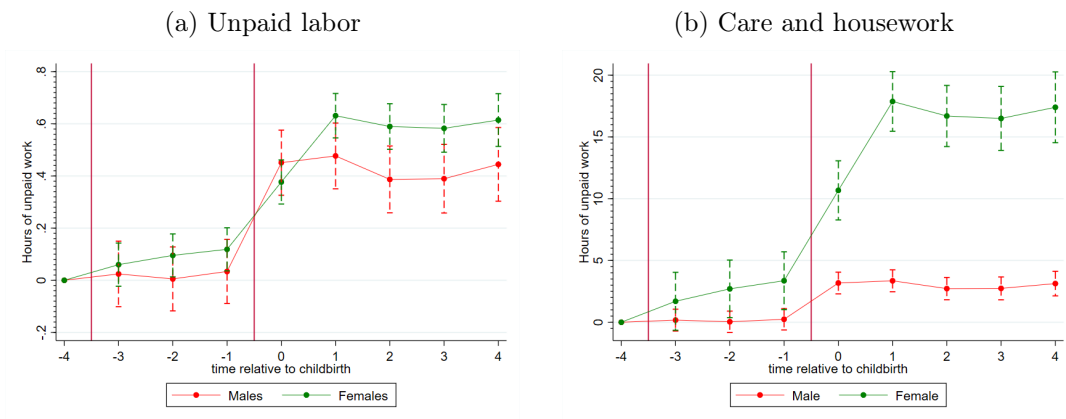 (a) Unpaid labor
Hours of unpaid work
.8
.6
.4
.2
0
-.2
-4 -3 -2 -1 0 1 2 3 4
time relative to childbirth
Males Females
(b) Care and housework
Hours of unpaid work
20
15
10
5
0
-4 -3 -2 -1 0 1 2 3 4
time relative to childbirth
Male Female